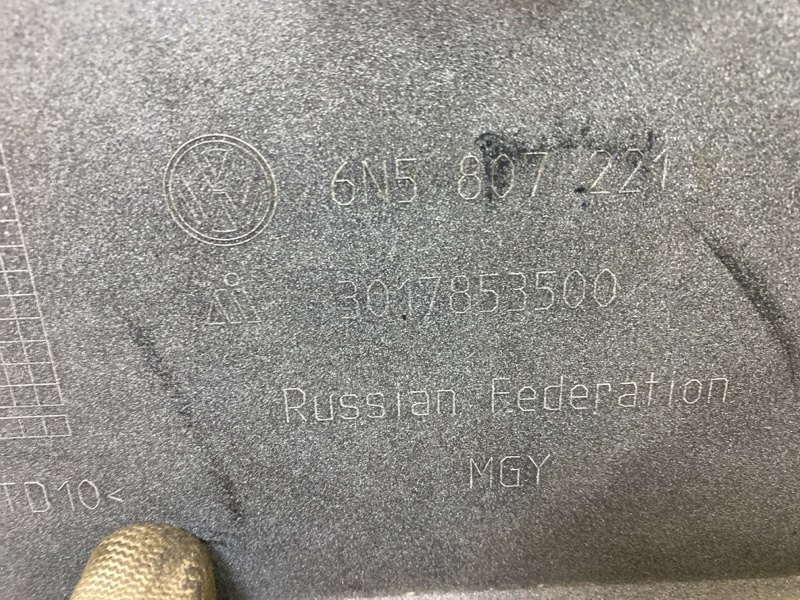 6N5 807 221
3017853500
Russian Federation
MGY
TD10<